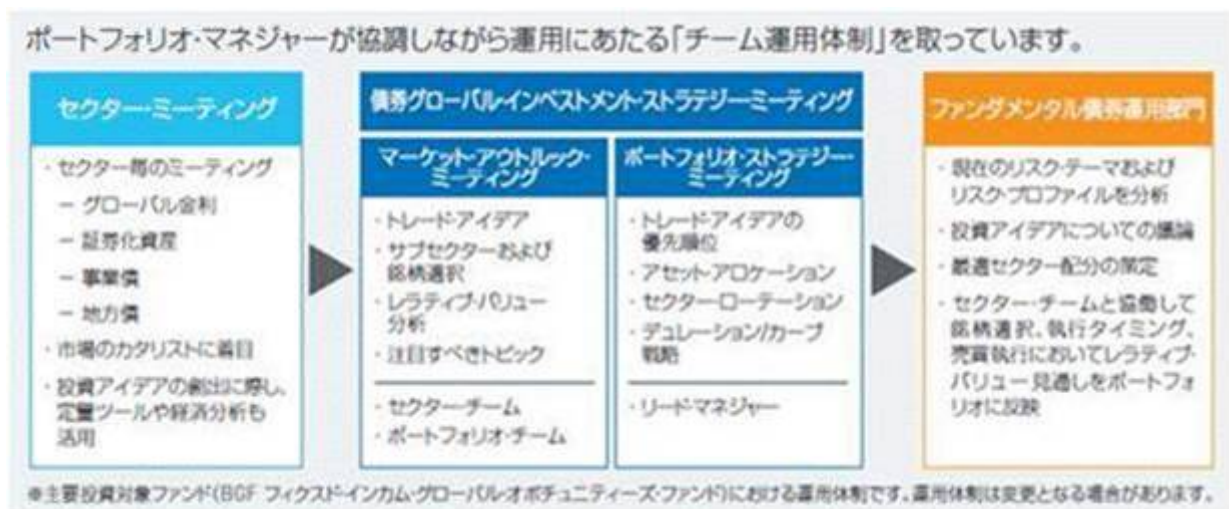 ポートフォリオ・マネジャーが協調しながら運用にあたる「チーム運用体制」を取っています。
セクター・ミーティング
・セクター毎のミーティング
－ グローバル金利
－ 証券化資産
－ 事業債
－ 地方債
・市場のカタリストに着目
・投資アイデアの創出に際し、
定量ツールや経済分析も
活用
債券グローバル・インベストメント・ストラテジー・ミーティング
マーケット・アウトルック・
ミーティング
・トレード・アイデア
・サブセクターおよび
銘柄選択
・レラティブ・バリュー
分析
・注目すべきトピック
・セクター・チーム
・ポートフォリオ・チーム
ポートフォリオ・ストラテジー・
ミーティング
・トレード・アイデアの
優先順位
・アセット・アロケーション
・セクター・ローテーション
・デュレーション/カーブ
戦略
・リード・マネジャー
ファンダメンタル債券運用部門
・現在のリスク・テーマおよび
リスク・プロファイルを分析
・投資アイデアについての議論
・最適セクター配分の策定
・セクター・チームと協働して
銘柄選択、執行タイミング、
売買執行においてレラティブ・
バリュー見通しをポートフォ
リオに反映
※主要投資対象ファンド(BGF フィクスド・インカム・グローバル・オポチュニティーズ・ファンド)における運用体制です。運用体制は変更となる場合があります。